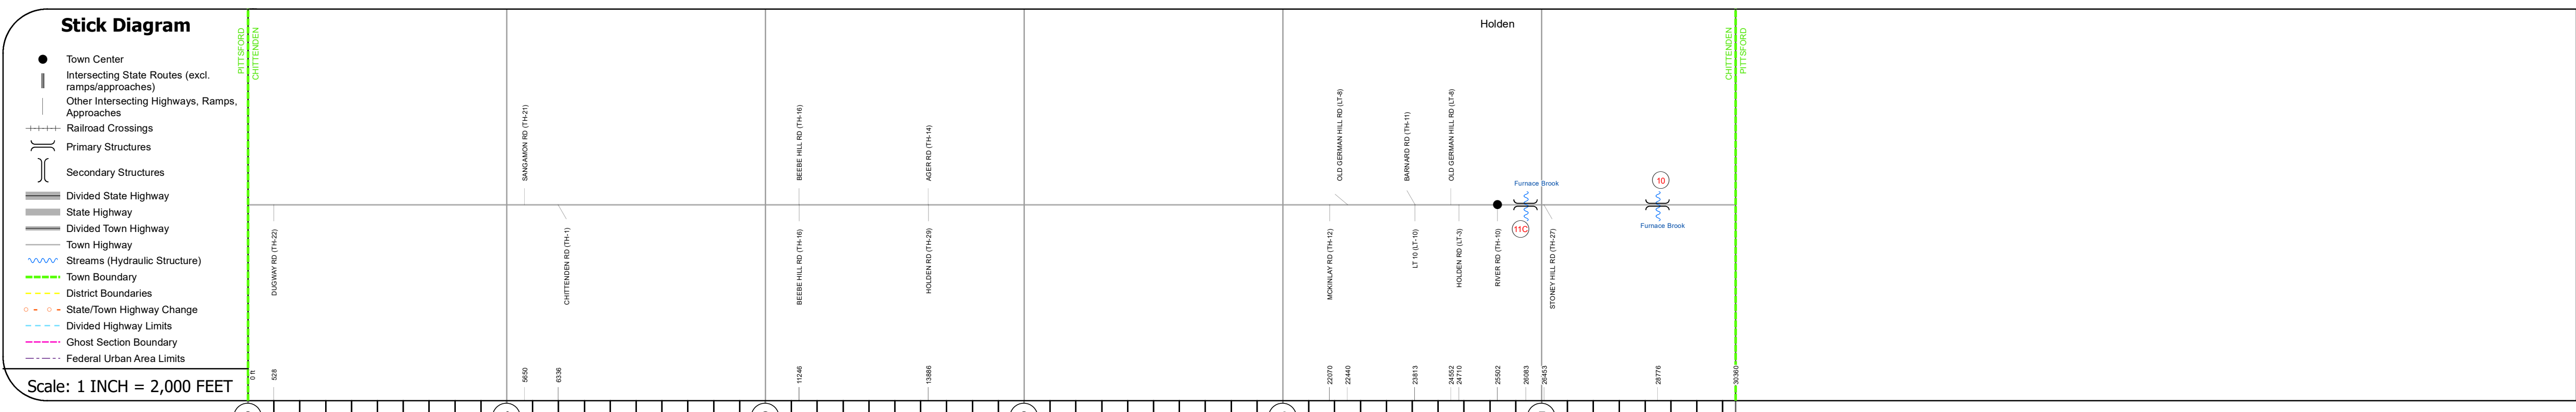 Stick Diagram
Town Center
Intersecting State Routes (excl.
ramps/approaches)
Other Intersecting Highways, Ramps,
Approaches
Railroad Crossings
Primary Structures
Secondary Structures
Divided State Highway
State Highway
Divided Town Highway
Town Highway
Streams (Hydraulic Structure)
Town Boundary
District Boundaries
State/Town Highway Change
Divided Highway Limits
Ghost Section Boundary
Federal Urban Area Limits
Scale: 1 INCH = 2,000 FEET
PITTSFORD
CHITTENDEN
Holden
CHITTENDEN
PITTSFORD
SANGAMON RD (TH-21)
BEEBE HILL RD (TH-16)
AGER RD (TH-14)
OLD GERMAN HILL RD (LT-8)
BARNARD RD (TH-11)
OLD GERMAN HILL RD (LT-8)
Furnace Brook
10
11C
Furnace Brook
DUGWAY RD (TH-22)
CHITTENDEN RD (TH-1)
BEEBE HILL RD (TH-16)
HOLDEN RD (TH-29)
MCKINLAY RD (TH-12)
LT 10 (LT-10)
HOLDEN RD (LT-3)
RIVER RD (TH-10)
STONEY HILL RD (TH-27)
0 ft
528
5650
6336
11246
13886
22070
22440
23813
24552
24710
25502
26083
26453
28776
30360